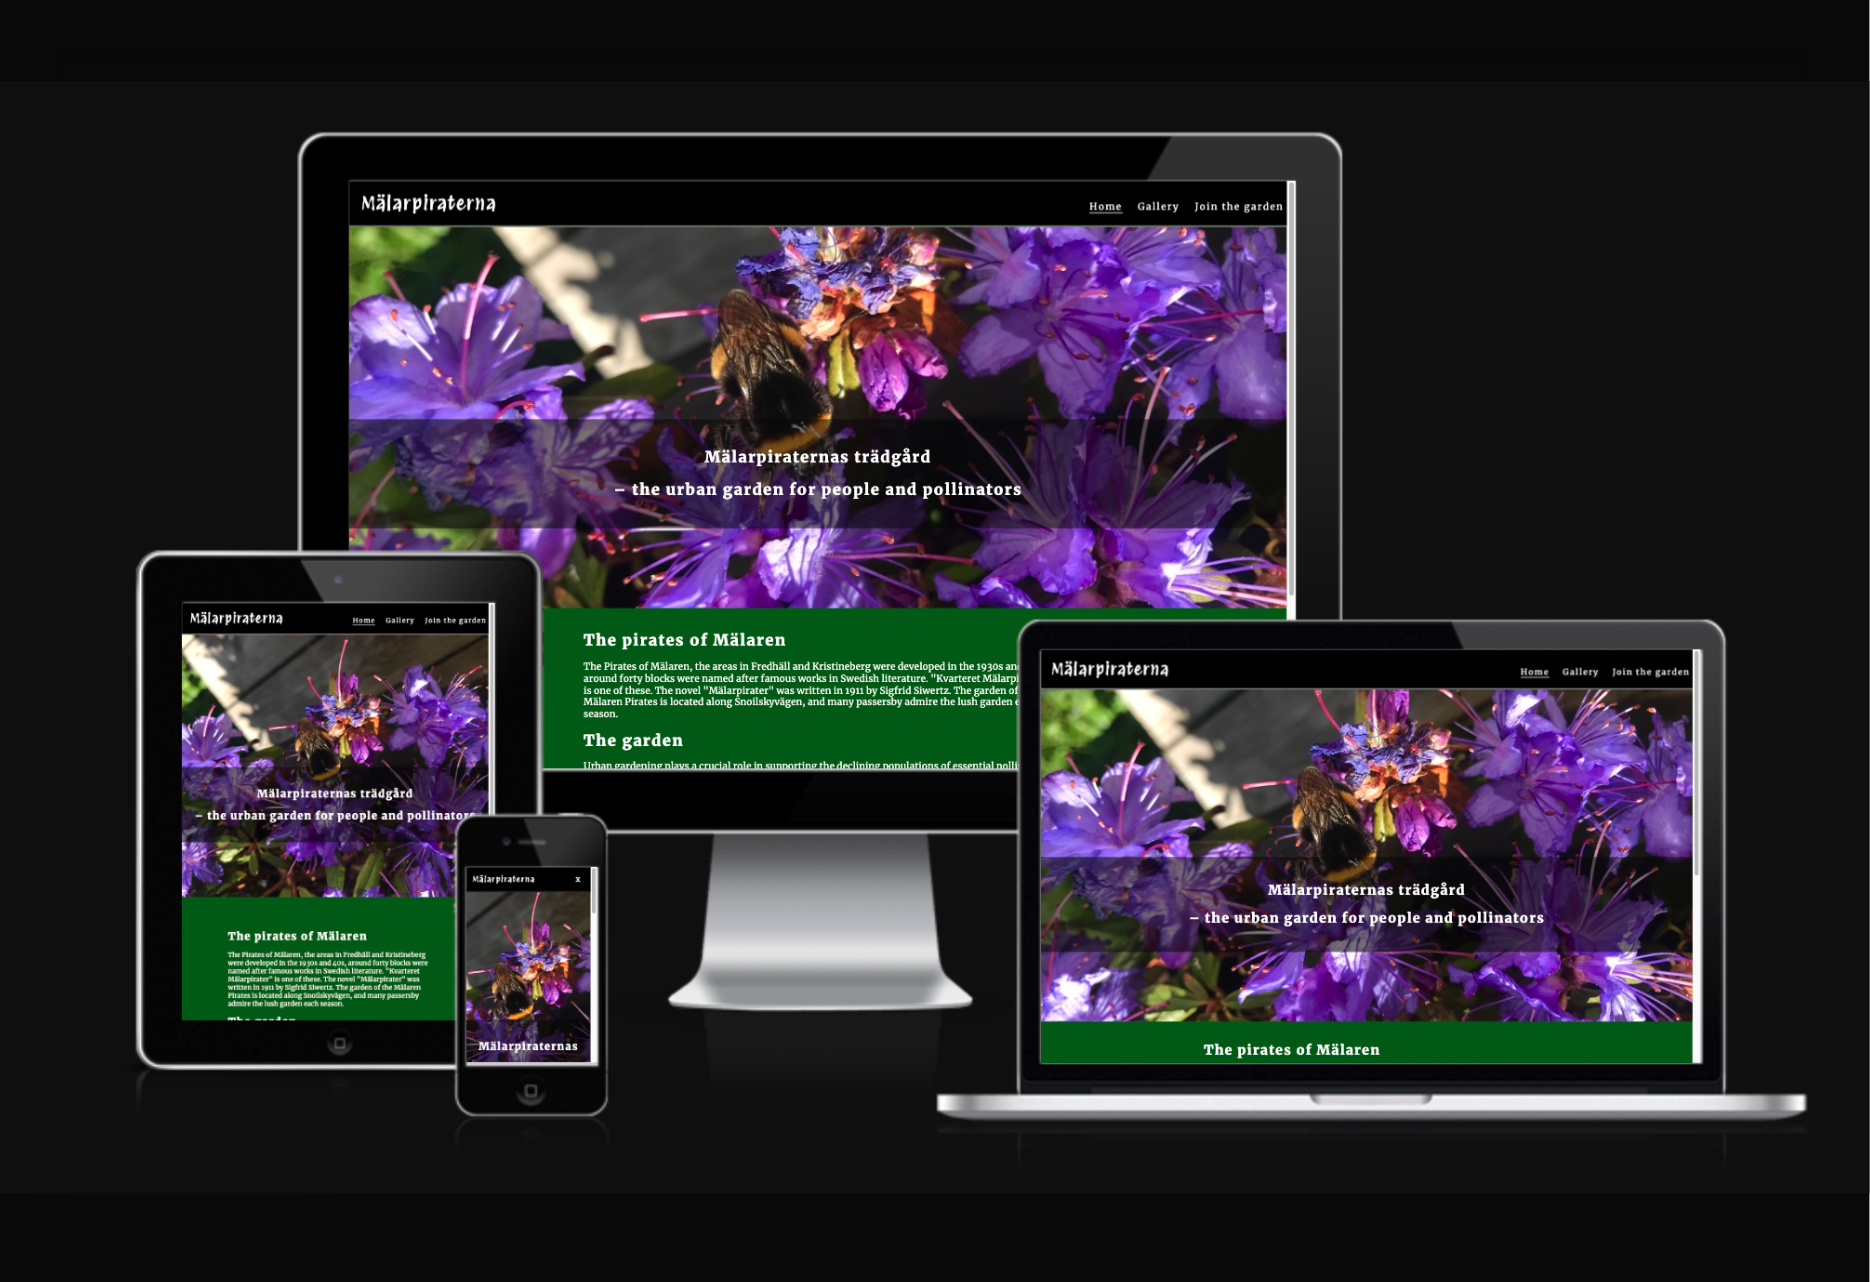 Mälarpiraterna
Home Gallery Join the garden
Mälarpiraternas trädgård
– the urban garden for people and pollinators
The pirates of Mälaren
The Pirates of Mälaren, the areas in Fredhäll and Kristineberg were developed in the 1930s and
around forty blocks were named after famous works in Swedish literature. "Kvarteret Mälarpi
is one of these. The novel "Mälarpirater" was written in 1911 by Sigfrid Siwertz. The garden of
Mälaren Pirates is located along Snoilskyvägen, and many passersby admire the lush garden e
season.
The garden
Urban gardening plays a crucial role in supporting the declining populations of essential polli
Mälarpiraterna
Home Gallery Join the garden
Mälarpiraternas trädgård
– the urban garden for people and pollinators
The pirates of Mälaren
The Pirates of Mälaren, the areas in Fredhäll and Kristineberg
were developed in the 1930s and 40s, around forty blocks were
named after famous works in Swedish literature. "Kvarteret
Mälarpirater" is one of these. The novel "Mälarpirater" was
written in 1911 by Sigfrid Siwertz. The garden of the Mälaren
Pirates is located along Snoilskyvägen, and many passersby
admire the lush garden each season.
The garden
Mälarpiraterna x
Mälarpiraternas
Mälarpiraterna
Home Gallery Join the garden
Mälarpiraternas trädgård
– the urban garden for people and pollinators
The pirates of Mälaren